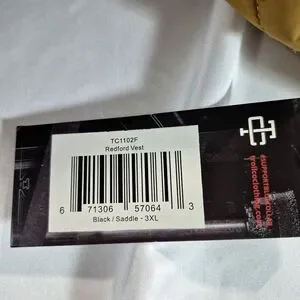 TC1102F
Redford Vest
6 71306 57064 3
Black / Saddle - 3XL